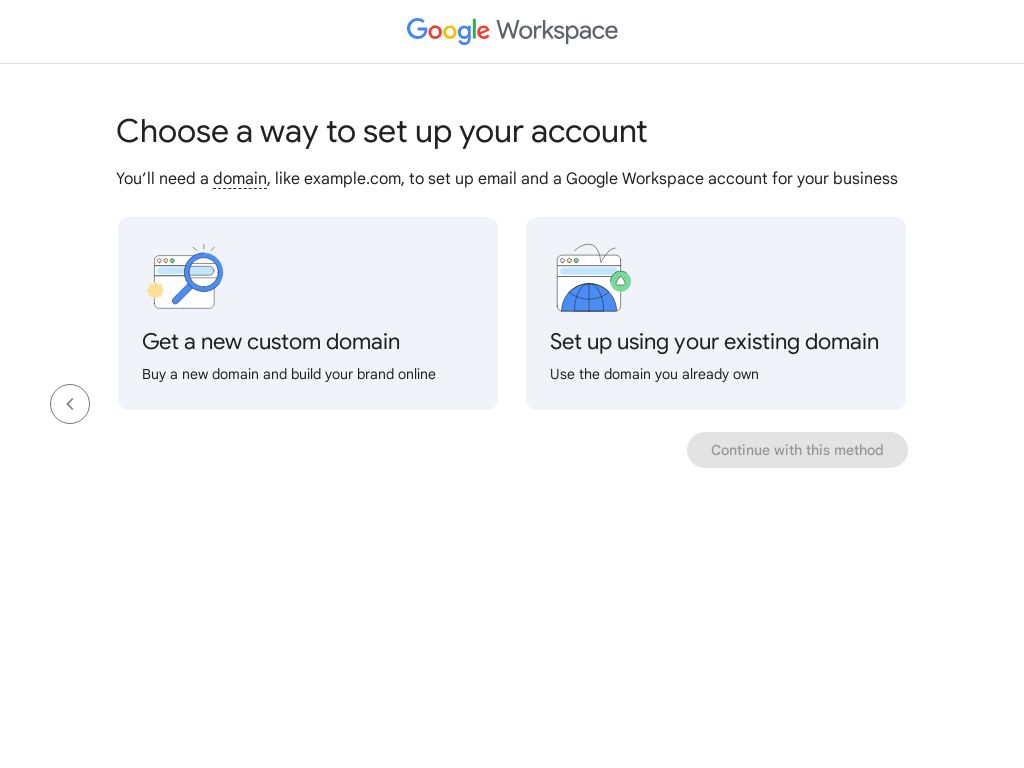 Google Workspace
Choose a way to set up your account
You’ll need a domain, like example.com, to set up email and a Google Workspace account for your business
Get a new custom domain
Buy a new domain and build your brand online
Set up using your existing domain
Use the domain you already own
Continue with this method